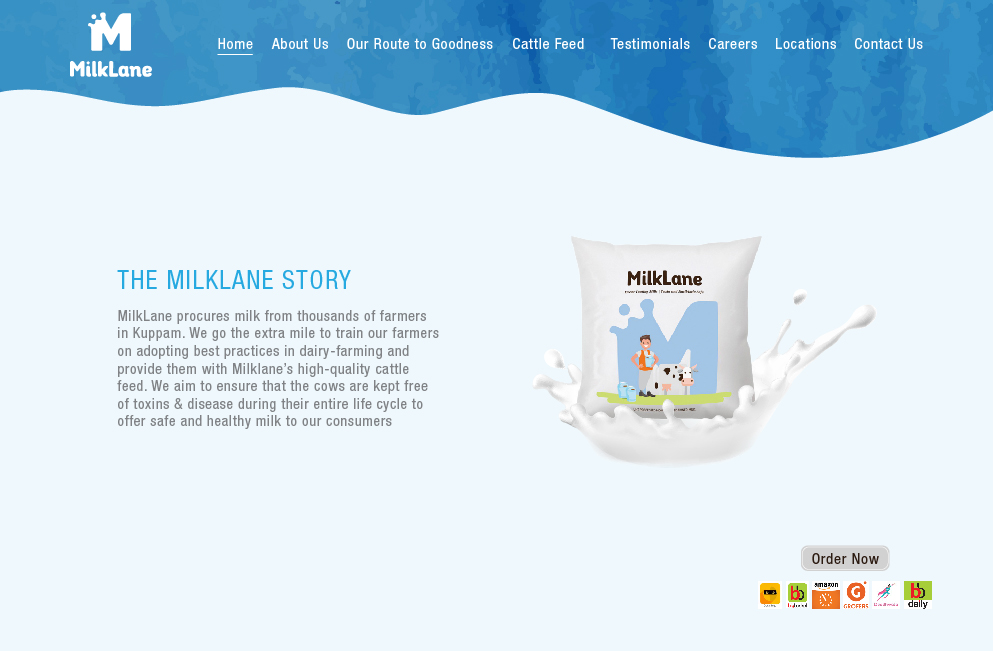 MilkLane
Home About Us Our Route to Goodness Cattle Feed Testimonials Careers Locations Contact Us
THE MILKLANE STORY
MilkLane procures milk from thousands of farmers
in Kuppam. We go the extra mile to train our farmers
on adopting best practices in dairy-farming and
provide them with Milklane's high-quality cattle
feed. We aim to ensure that the cows are kept free
of toxins & disease during their entire life cycle to
offer safe and healthy milk to our consumers
MilkLane
Order Now
bb amazon G GROFERS bb
daily